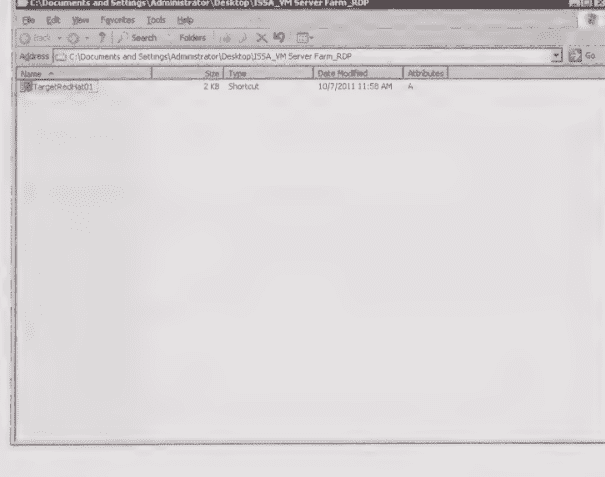 C:\Documents and Settings\Administrator\Desktop\ISSA_VM Server Farm_RDP
File Edit View Favorites Tools Help
Back Search Folders
Address C:\Documents and Settings\Administrator\Desktop\ISSA_VM Server Farm_RDP Go
Name Size Type Date Modified Attributes
TargetRedHat01 2 KB Shortcut 10/7/2011 11:58 AM A